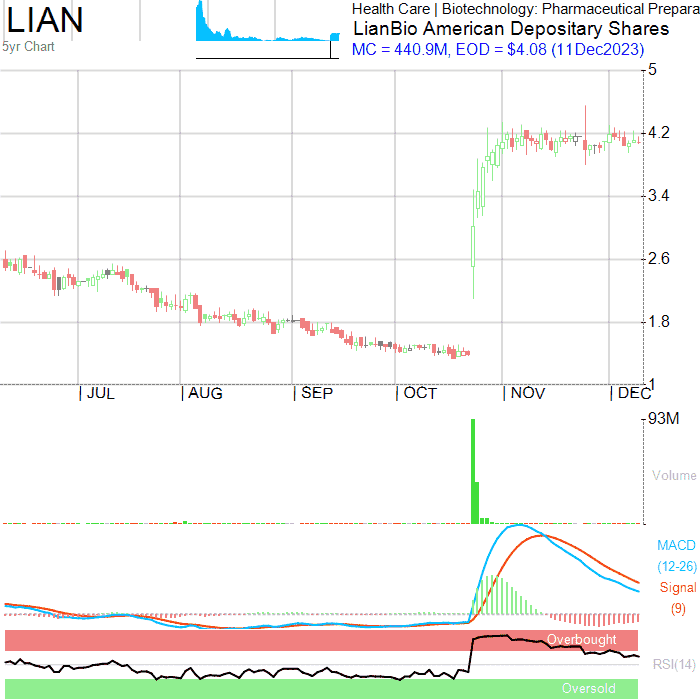 LIAN
5yr Chart
Health Care | Biotechnology: Pharmaceutical Prepara
LianBio American Depositary Shares
MC = 440.9M, EOD = $4.08 (11Dec2023)
5
4.2
3.4
2.6
1.8
1
| JUL | AUG | SEP | OCT | NOV | DEC
93M
Volume
MACD
(12-26)
Signal
(9)
Overbought
RSI(14)
Oversold